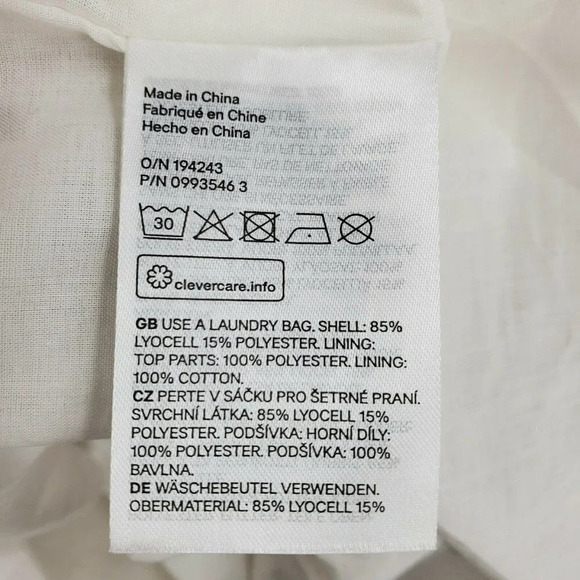 Made in China
Fabriqué en Chine
Hecho en China
O/N 194243
P/N 0993546 3
30
clevercare.info
GB USE A LAUNDRY BAG. SHELL: 85%
LYOCELL 15% POLYESTER. LINING:
TOP PARTS: 100% POLYESTER. LINING:
100% COTTON.
CZ PERTE V SÁČKU PRO ŠETRNÉ PRANÍ.
SVRCHNÍ LÁTKA: 85% LYOCELL 15%
POLYESTER. PODŠÍVKA: HORNÍ DÍLY:
100% POLYESTER. PODŠÍVKA: 100%
BAVLNA.
DE WÄSCHEBEUTEL VERWENDEN.
OBERMATERIAL: 85% LYOCELL 15%